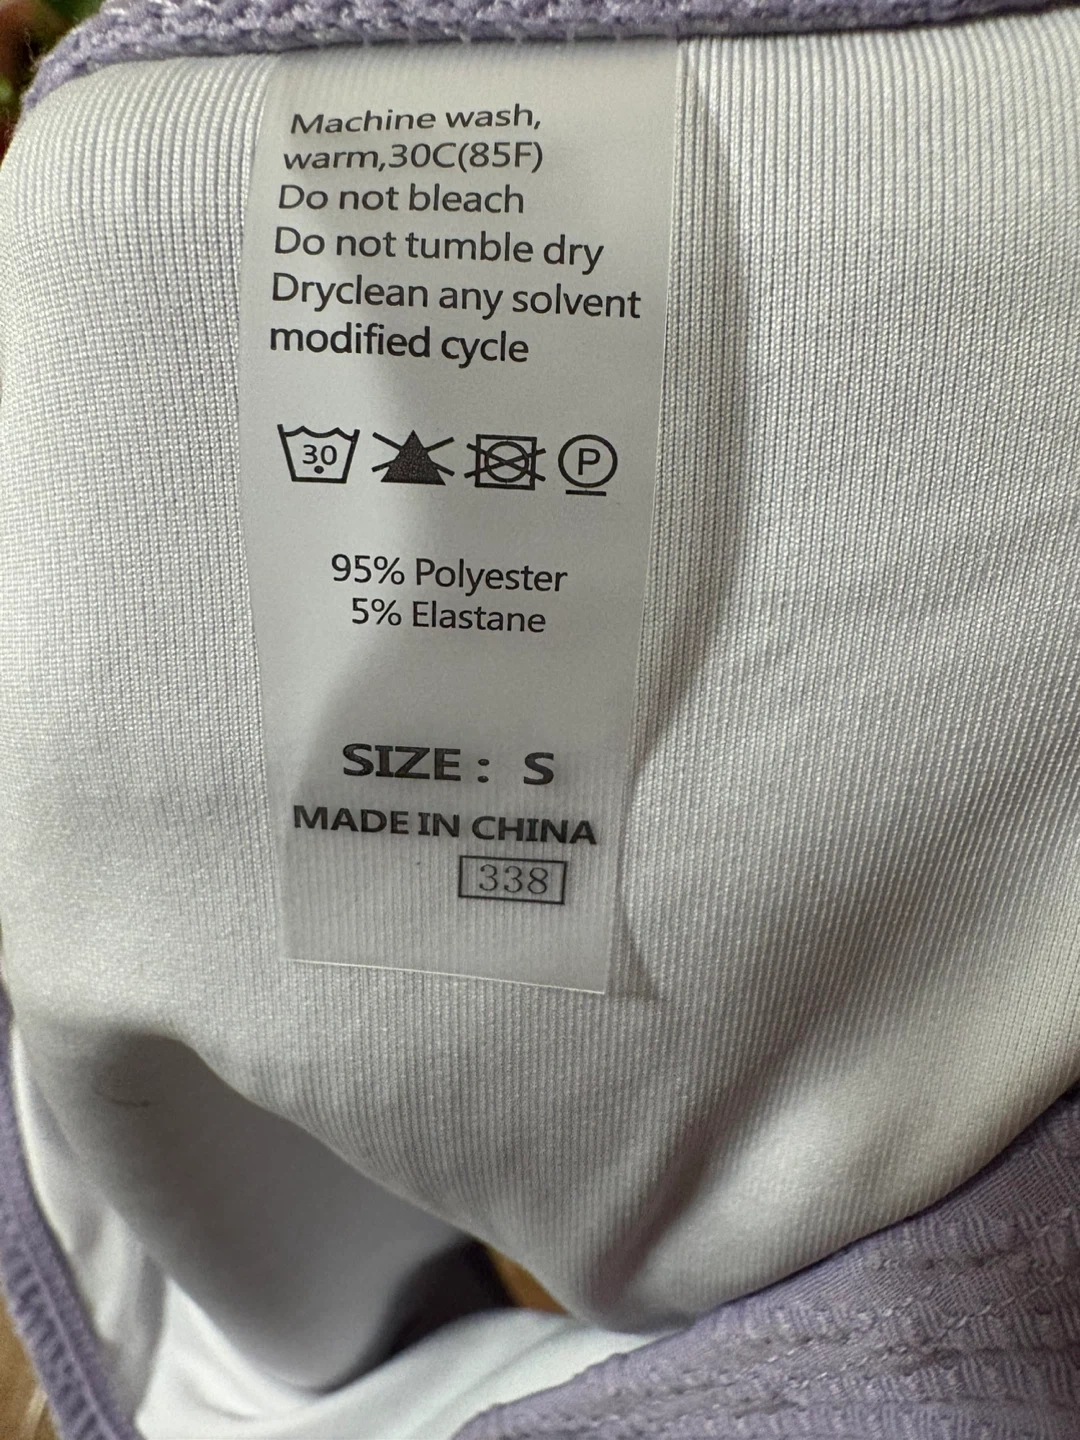 Machine wash,
warm,30C(85F)
Do not bleach
Do not tumble dry
Dryclean any solvent
modified cycle
30 P
95% Polyester
5% Elastane
SIZE : S
MADE IN CHINA
338